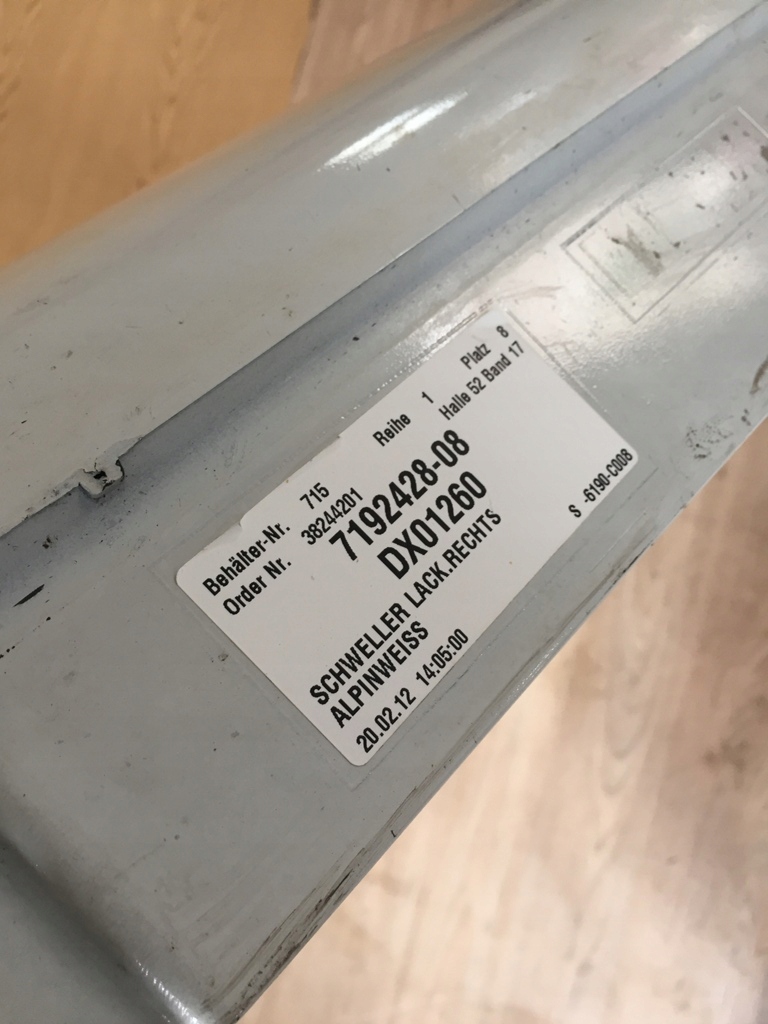 Behälter-Nr. 715 Reihe 1 Platz 8
Order Nr. 38244201 Halle 52 Band 17
7192428-08
DX01260
S -6190-C008
SCHWELLER LACK.RECHTS
ALPINWEISS
20.02.12 14:05:00